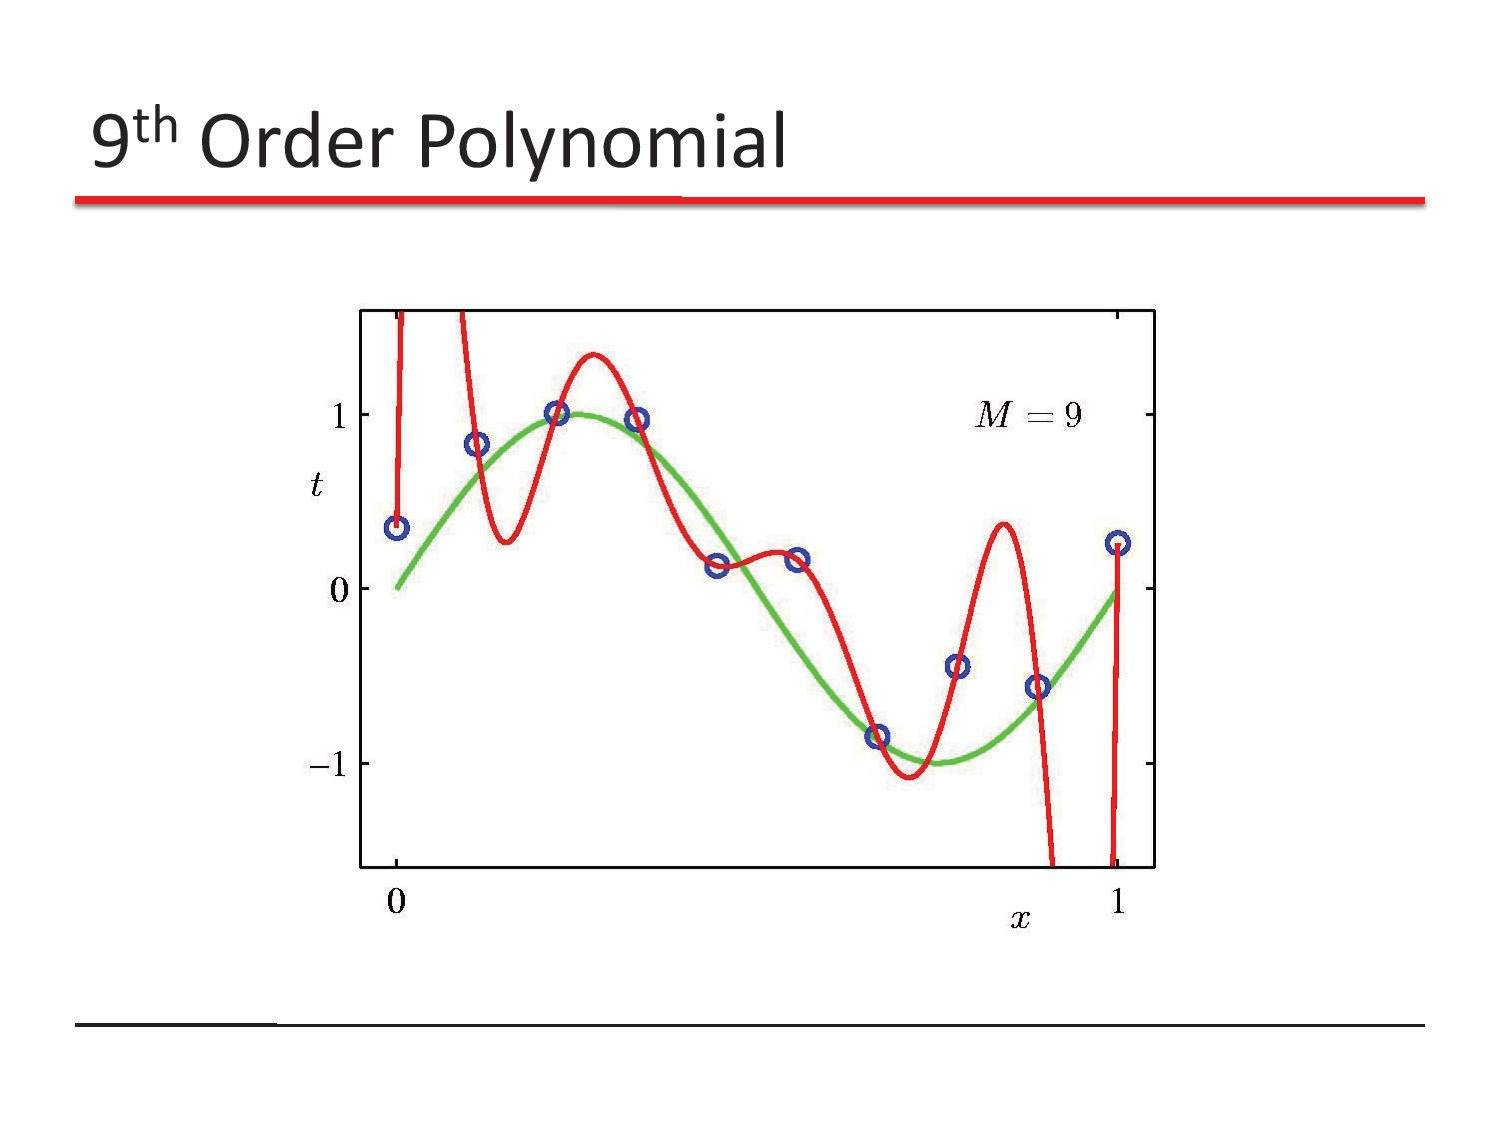 9th Order Polynomial
M = 9
1
t
0
−1
0
x
1